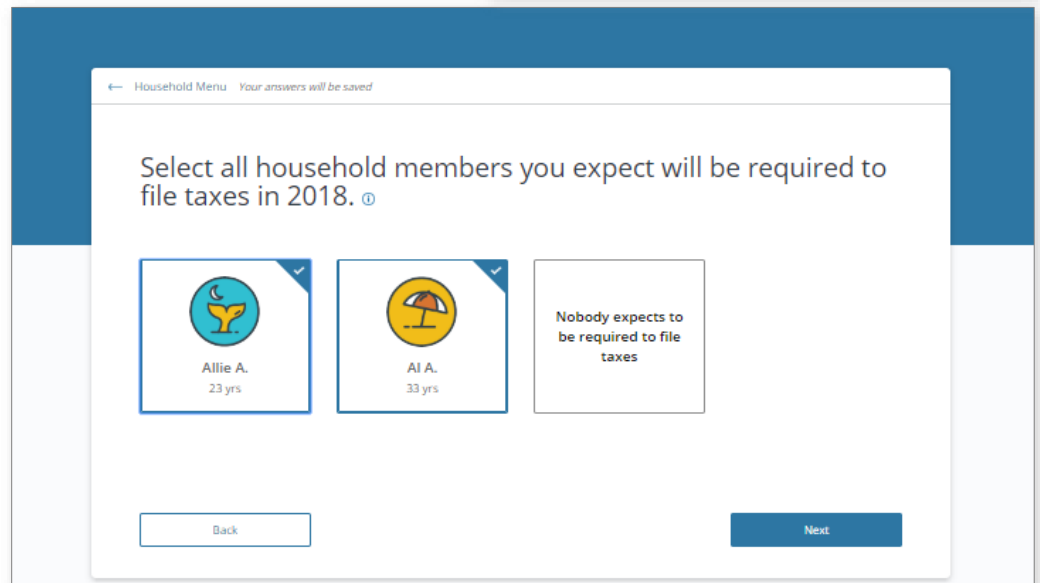 ← Household Menu Your answers will be saved
Select all household members you expect will be required to
file taxes in 2018.
Allie A.
23 yrs
Al A.
33 yrs
Nobody expects to
be required to file
taxes
Back
Next